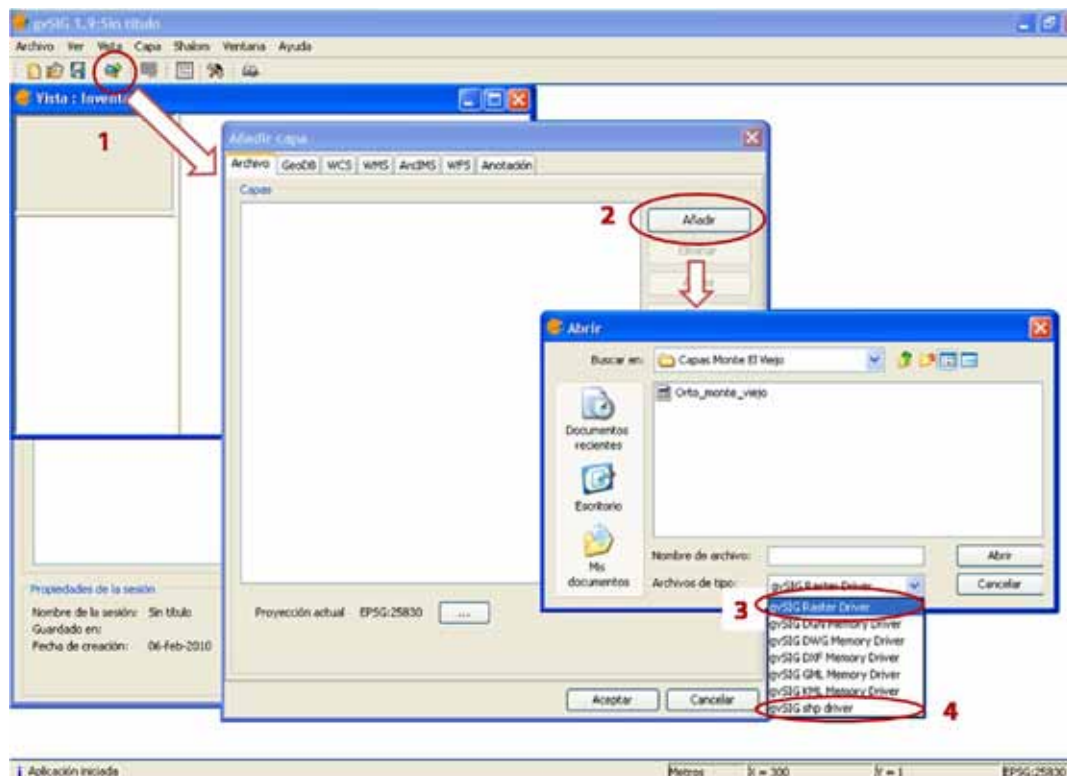 gvSIG 1.9:Sin título
Archivo Ver Vista Capa Shalom Ventana Ayuda
Vista : Inventa
1
Añadir capa
Archivo GeoDB WCS WMS ArcIMS WFS Anotación
Capas
2
Añadir
Eliminar
Abrir
Buscar en:
Capas Monte El Viejo
Orto_monte_viejo
Documentos recientes
Escritorio
Mis documentos
Nombre de archivo:
Abrir
Archivos de tipo:
gvSIG Raster Driver
Cancelar
3
gvSIG Raster Driver
gvSIG DGN Memory Driver
gvSIG DWG Memory Driver
gvSIG DXF Memory Driver
gvSIG GML Memory Driver
gvSIG KML Memory Driver
gvSIG shp driver
4
Propiedades de la sesión
Nombre de la sesión: Sin título
Guardado en:
Fecha de creación: 06-feb-2010
Proyección actual EPSG:25830 ...
Aceptar
Cancelar
Aplicación iniciada
Metros
X = 300
Y = 1
EPSG:25830